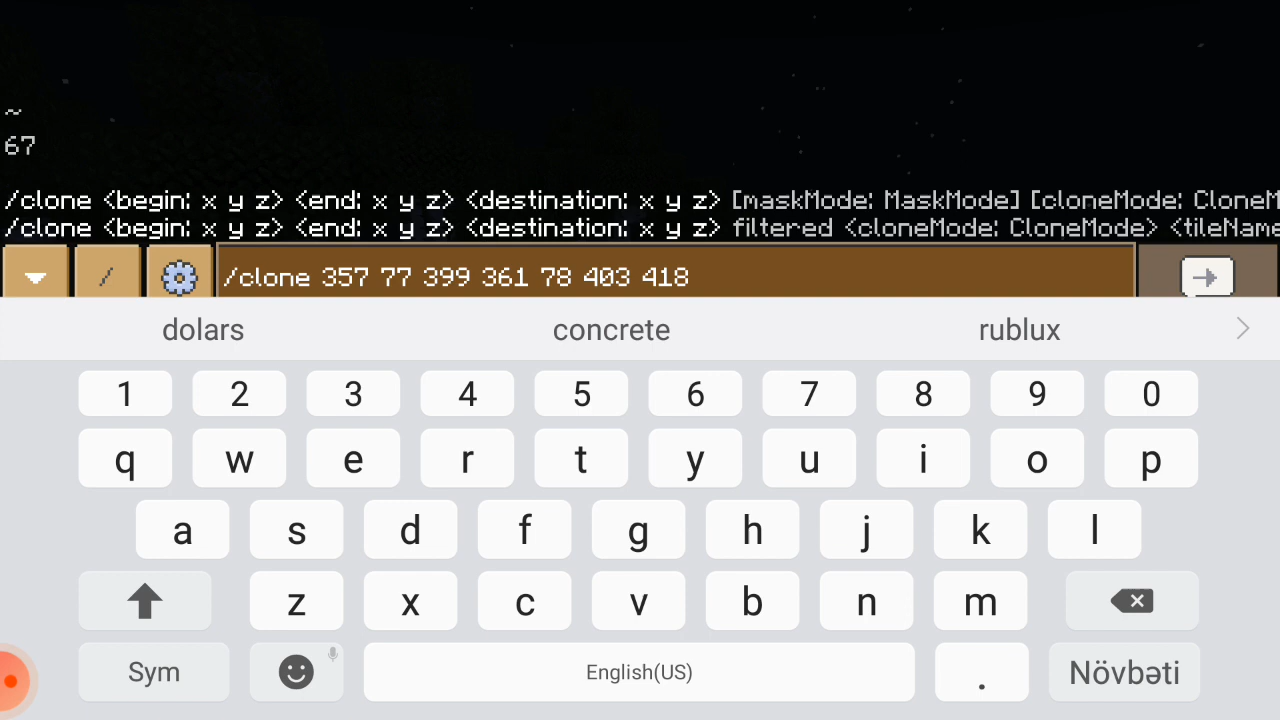 ~
67
/clone <begin: x y z> <end: x y z> <destination: x y z> [maskMode: MaskMode] [cloneMode: CloneM
/clone <begin: x y z> <end: x y z> <destination: x y z> filtered <cloneMode: CloneMode> <tileName
/ /clone 357 77 399 361 78 403 418
dolars concrete rublux
1 2 3 4 5 6 7 8 9 0
q w e r t y u i o p
a s d f g h j k l
z x c v b n m
Sym English(US) . Növbəti